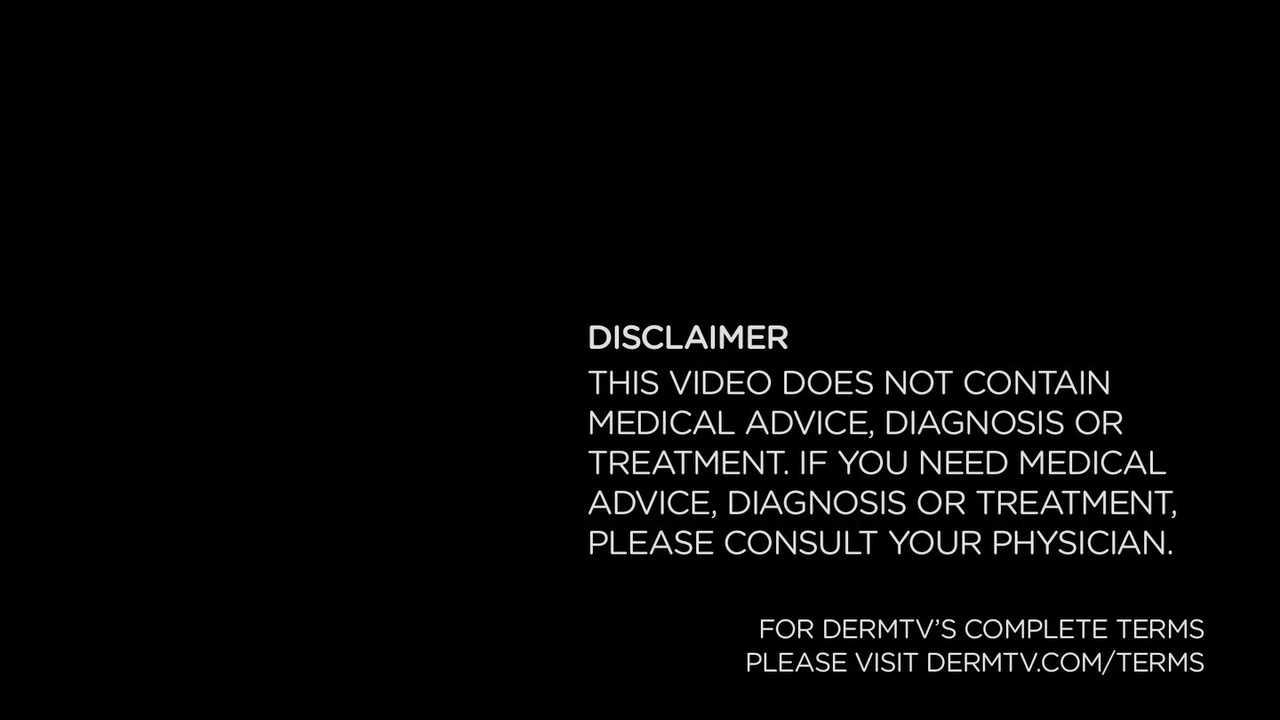 DISCLAIMER
THIS VIDEO DOES NOT CONTAIN
MEDICAL ADVICE, DIAGNOSIS OR
TREATMENT. IF YOU NEED MEDICAL
ADVICE, DIAGNOSIS OR TREATMENT,
PLEASE CONSULT YOUR PHYSICIAN.
FOR DERMTV’S COMPLETE TERMS
PLEASE VISIT DERMTV.COM/TERMS